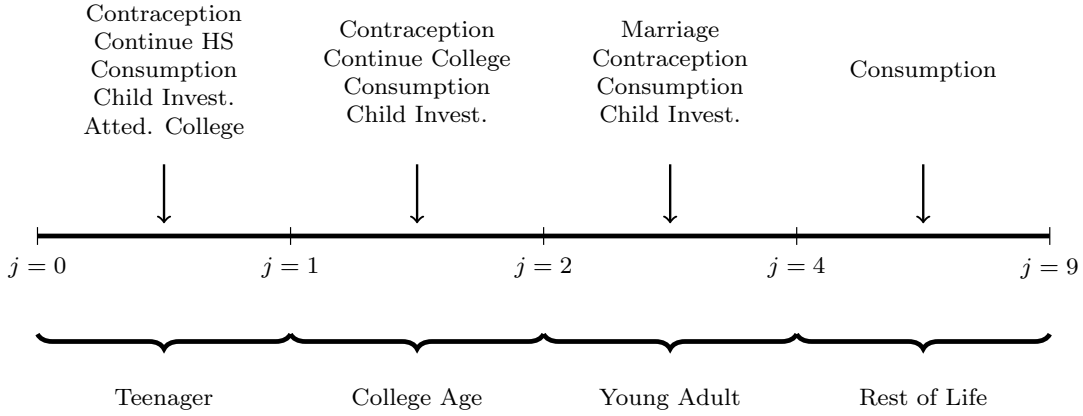 Contraception
Continue HS
Consumption
Child Invest.
Atted. College
Contraception
Continue College
Consumption
Child Invest.
Marriage
Contraception
Consumption
Child Invest.
Consumption
j = 0
j = 1
j = 2
j = 4
j = 9
Teenager
College Age
Young Adult
Rest of Life